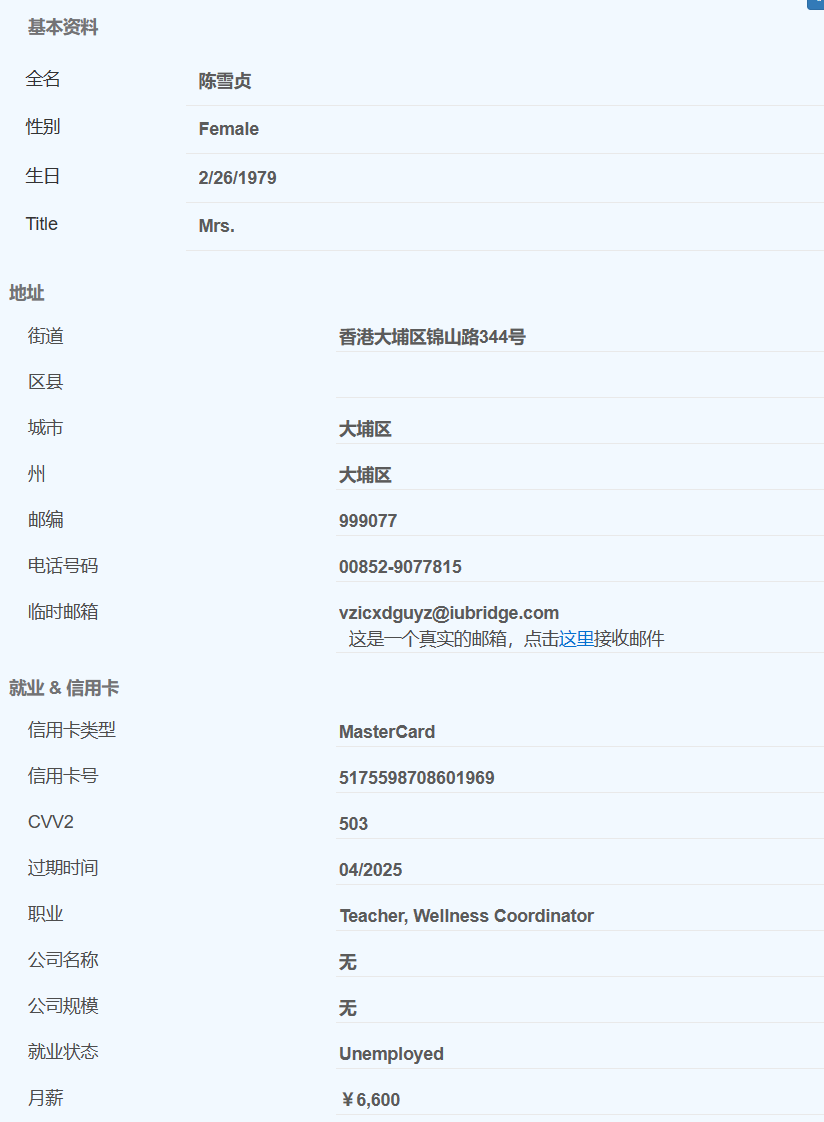 基本资料
全名 陈雪贞
性别 Female
生日 2/26/1979
Title Mrs.
地址
街道 香港大埔区锦山路344号
区县
城市 大埔区
州 大埔区
邮编 999077
电话号码 00852-9077815
临时邮箱 vzicxdguyz@iubridge.com
这是一个真实的邮箱，点击这里接收邮件
就业 & 信用卡
信用卡类型 MasterCard
信用卡号 5175598708601969
CVV2 503
过期时间 04/2025
职业 Teacher, Wellness Coordinator
公司名称 无
公司规模 无
就业状态 Unemployed
月薪 ￥6,600